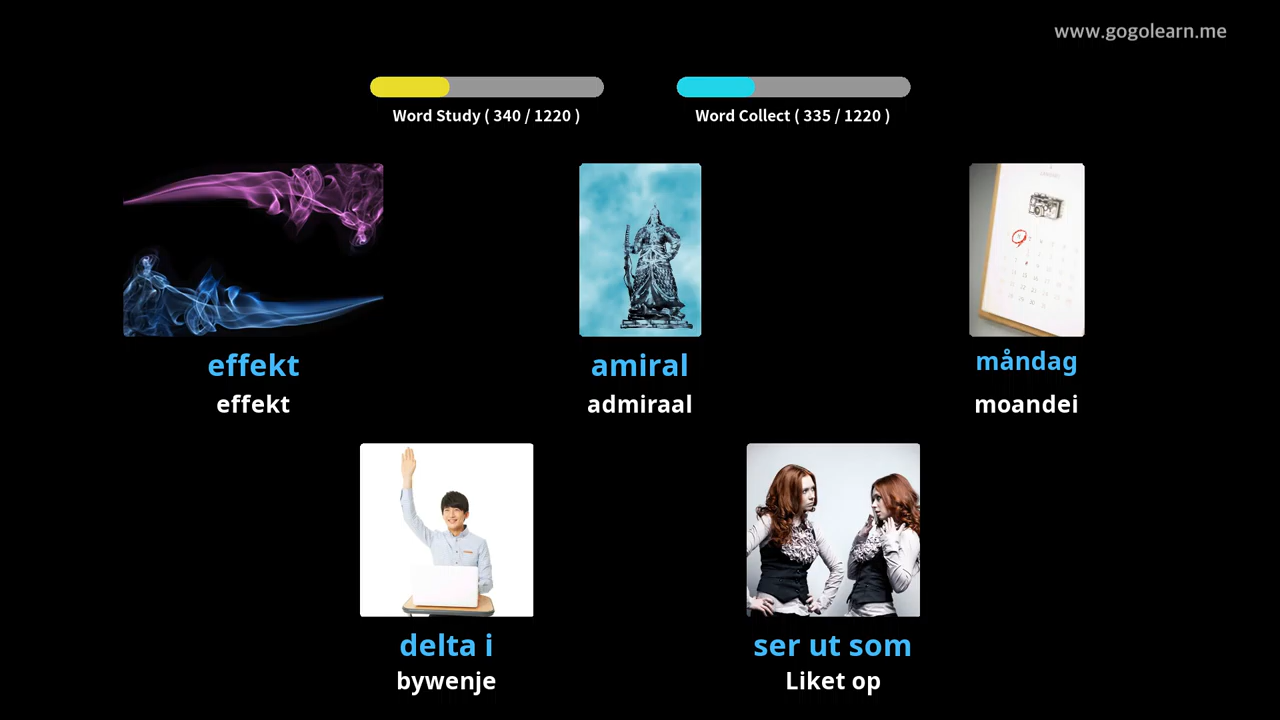 www.gogolearn.me
Word Study ( 340 / 1220 )
Word Collect ( 335 / 1220 )
effekt
effekt
amiral
admiraal
måndag
moandei
delta i
bywenje
ser ut som
Liket op